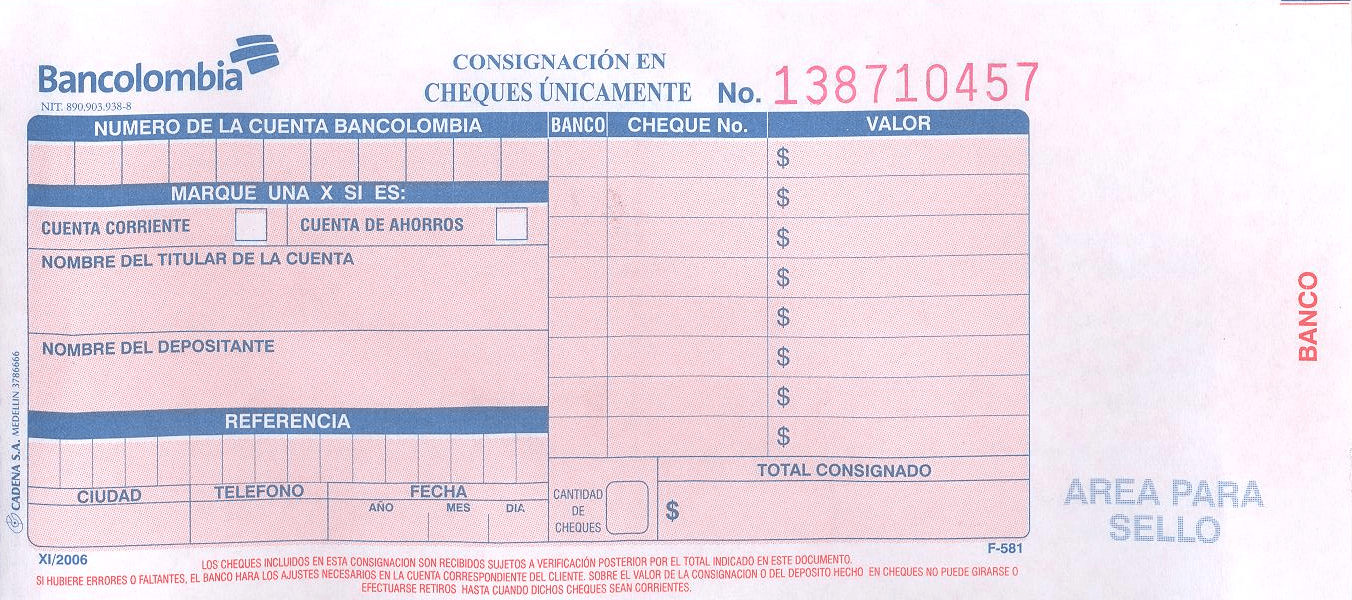 Bancolombia
NIT. 890.903.938-8
CONSIGNACIÓN EN
CHEQUES ÚNICAMENTE No. 138710457
NUMERO DE LA CUENTA BANCOLOMBIA BANCO CHEQUE No. VALOR
$
MARQUE UNA X SI ES:
$
CUENTA CORRIENTE CUENTA DE AHORROS
$
NOMBRE DEL TITULAR DE LA CUENTA
$
$
NOMBRE DEL DEPOSITANTE
$
$
REFERENCIA
$
TOTAL CONSIGNADO
$
CIUDAD TELEFONO FECHA
AÑO MES DIA
CANTIDAD
DE
CHEQUES
XI/2006
F-581
LOS CHEQUES INCLUIDOS EN ESTA CONSIGNACION SON RECIBIDOS SUJETOS A VERIFICACIÓN POSTERIOR POR EL TOTAL INDICADO EN ESTE DOCUMENTO.
SI HUBIERE ERRORES O FALTANTES, EL BANCO HARA LOS AJUSTES NECESARIOS EN LA CUENTA CORRESPONDIENTE DEL CLIENTE. SOBRE EL VALOR DE LA CONSIGNACION O DEL DEPOSITO HECHO EN CHEQUES NO PUEDE GIRARSE O
EFECTUARSE RETIROS HASTA CUANDO DICHOS CHEQUES SEAN CORRIENTES.
CADENA S.A. MEDELLIN 3786666
BANCO
AREA PARA
SELLO